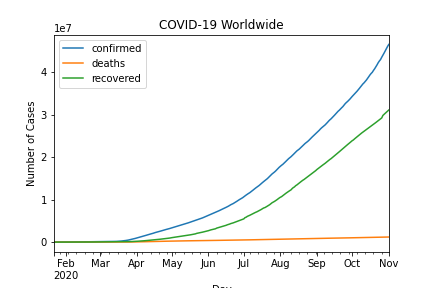 COVID-19 Worldwide
1e7
confirmed
deaths
recovered
4
3
2
1
0
Number of Cases
Feb Mar Apr May Jun Jul Aug Sep Oct Nov
2020